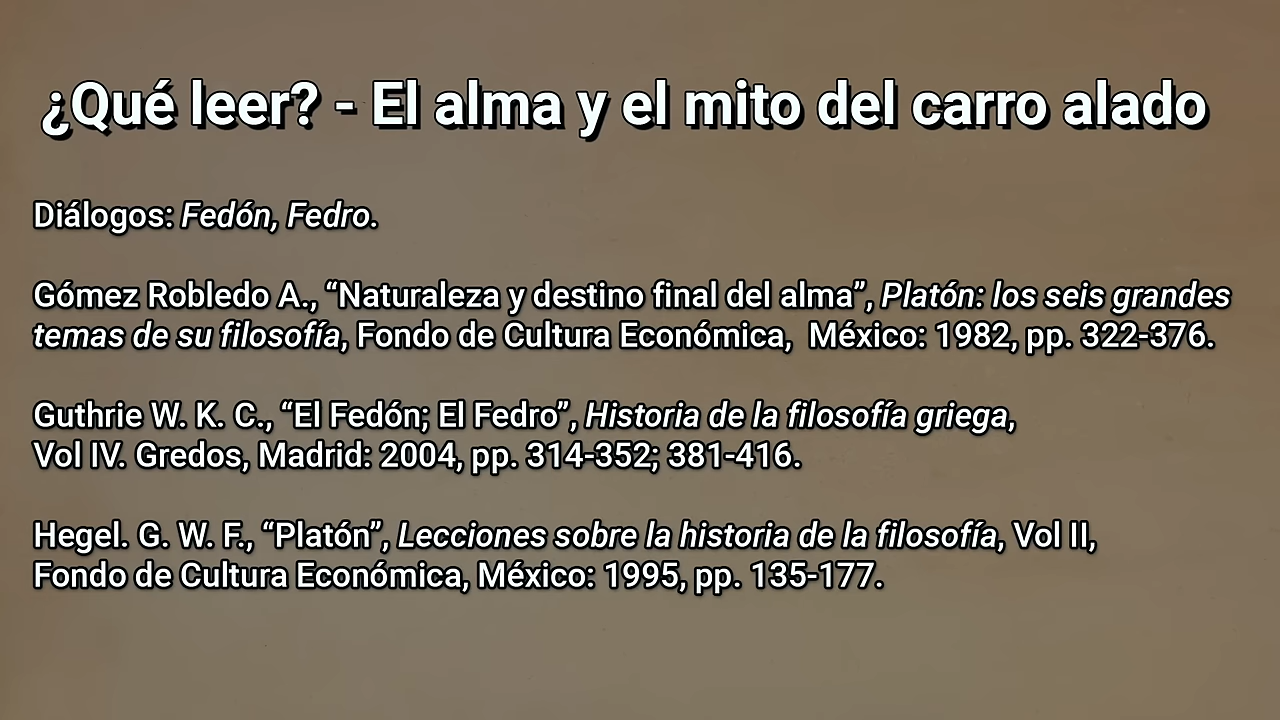 ¿Qué leer? - El alma y el mito del carro alado
Diálogos: Fedón, Fedro.
Gómez Robledo A., “Naturaleza y destino final del alma”, Platón: los seis grandes
temas de su filosofía, Fondo de Cultura Económica,  México: 1982, pp. 322-376.
Guthrie W. K. C., “El Fedón; El Fedro”, Historia de la filosofía griega,
Vol IV. Gredos, Madrid: 2004, pp. 314-352; 381-416.
Hegel. G. W. F., “Platón”, Lecciones sobre la historia de la filosofía, Vol II,
Fondo de Cultura Económica, México: 1995, pp. 135-177.